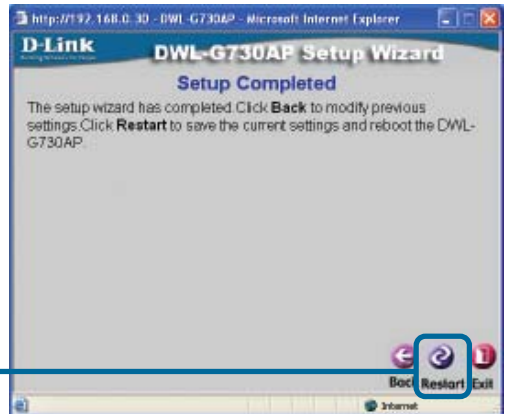 http://192.168.0.30 - DWL-G730AP - Microsoft Internet Explorer
D-Link
DWL-G730AP Setup Wizard
Setup Completed
The setup wizard has completed.Click Back to modify previous
settings.Click Restart to save the current settings and reboot the DWL-
G730AP.
Back Restart Exit
Internet